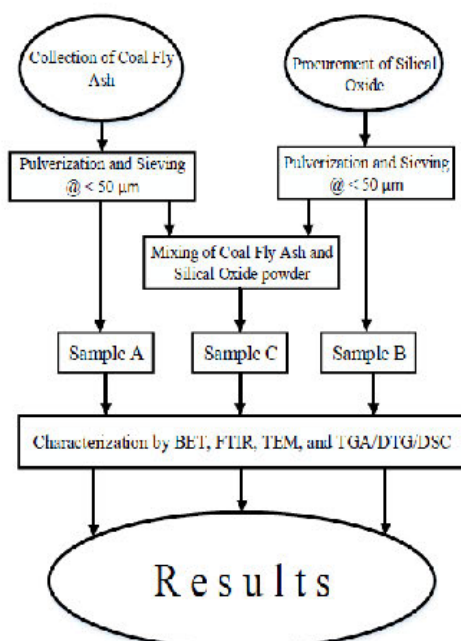 Collection of Coal Fly
Ash
Procurement of Silical
Oxide
Pulverization and Sieving
@ < 50 μm
Pulverization and Sieving
@ < 50 μm
Mixing of Coal Fly Ash and
Silical Oxide powder
Sample A
Sample C
Sample B
Characterization by BET, FTIR, TEM, and TGA/DTG/DSC
Results